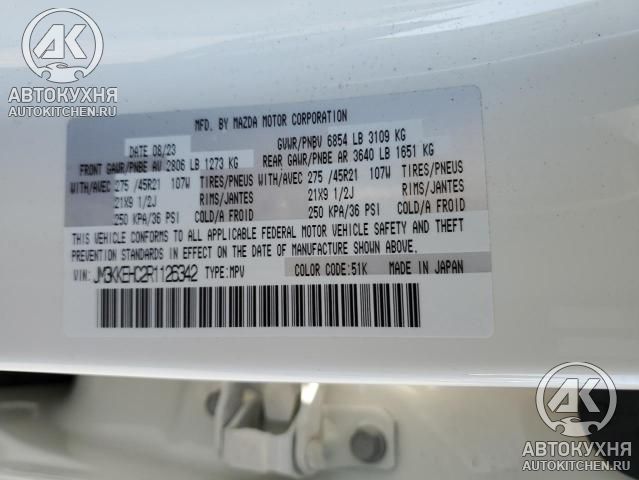 АК
АВТОКУХНЯ
AUTOKITCHEN.RU
MFD. BY MAZDA MOTOR CORPORATION
DATE 08/23
GVWR/PNBV 6854 LB 3109 KG
FRONT GAWR/PNBE AV 2806 LB 1273 KG
REAR GAWR/PNBE AR 3640 LB 1651 KG
WITH/AVEC 275 /45R21 107W TIRES/PNEUS
WITH/AVEC 275 /45R21 107W TIRES/PNEUS
21X9 1/2J RIMS/JANTES
21X9 1/2J RIMS/JANTES
250 KPA/36 PSI COLD/A FROID
250 KPA/36 PSI COLD/A FROID
THIS VEHICLE CONFORMS TO ALL APPLICABLE FEDERAL MOTOR VEHICLE SAFETY AND THEFT
PREVENTION STANDARDS IN EFFECT ON THE DATE OF MANUFACTURE SHOWN ABOVE.
VIN: JM3KKEHC2R1126342 TYPE: MPV COLOR CODE: 51K MADE IN JAPAN
АК
АВТОКУХНЯ
AUTOKITCHEN.RU